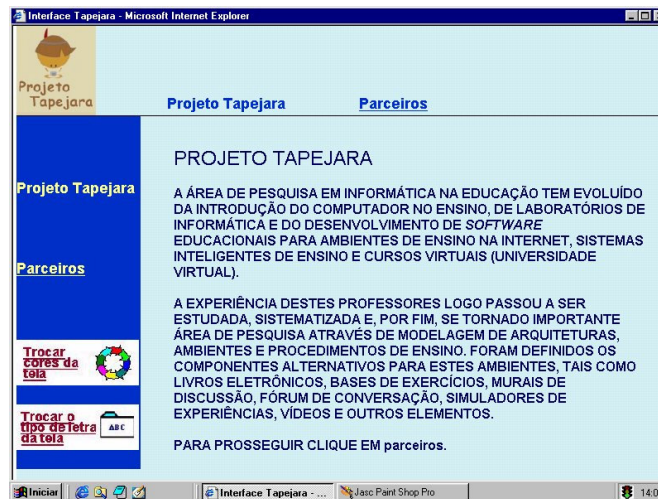 Interface Tapejara - Microsoft Internet Explorer
Projeto
Tapejara
Projeto Tapejara
Parceiros
Projeto Tapejara
Parceiros
Trocar
cores da
tela
Trocar o
tipo de letra
da tela
ABC
PROJETO TAPEJARA
A ÁREA DE PESQUISA EM INFORMÁTICA NA EDUCAÇÃO TEM EVOLUÍDO
DA INTRODUÇÃO DO COMPUTADOR NO ENSINO, DE LABORATÓRIOS DE
INFORMÁTICA E DO DESENVOLVIMENTO DE SOFTWARE
EDUCACIONAIS PARA AMBIENTES DE ENSINO NA INTERNET, SISTEMAS
INTELIGENTES DE ENSINO E CURSOS VIRTUAIS (UNIVERSIDADE
VIRTUAL).
A EXPERIÊNCIA DESTES PROFESSORES LOGO PASSOU A SER
ESTUDADA, SISTEMATIZADA E, POR FIM, SE TORNADO IMPORTANTE
ÁREA DE PESQUISA ATRAVÉS DE MODELAGEM DE ARQUITETURAS,
AMBIENTES E PROCEDIMENTOS DE ENSINO. FORAM DEFINIDOS OS
COMPONENTES ALTERNATIVOS PARA ESTES AMBIENTES, TAIS COMO
LIVROS ELETRÔNICOS, BASES DE EXERCÍCIOS, MURAIS DE
DISCUSSÃO, FÓRUM DE CONVERSAÇÃO, SIMULADORES DE
EXPERIÊNCIAS, VÍDEOS E OUTROS ELEMENTOS.
PARA PROSSEGUIR CLIQUE EM parceiros.
Iniciar
Interface Tapejara - ...
Jasc Paint Shop Pro